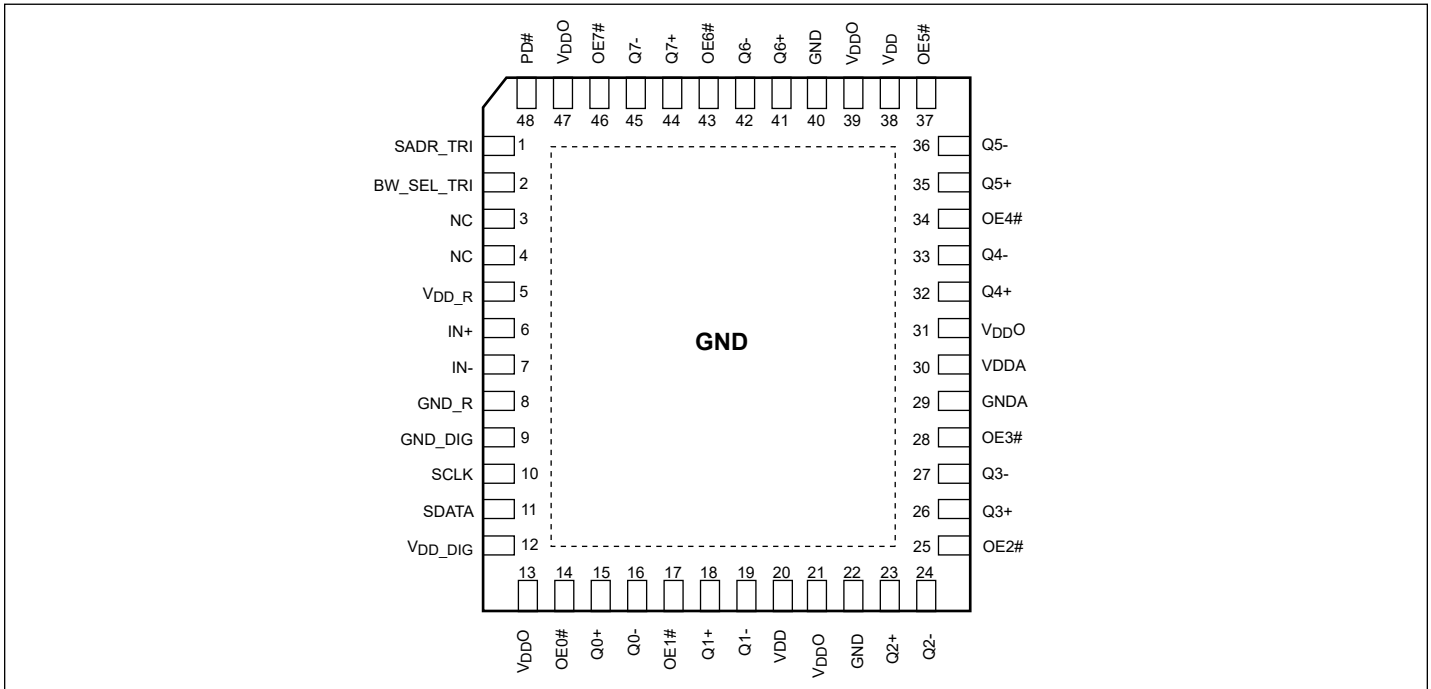 PD# VDDO OE7# Q7- Q7+ OE6# Q6- Q6+ GND VDDO VDD OE5#
48 47 46 45 44 43 42 41 40 39 38 37
SADR_TRI 1 36 Q5-
BW_SEL_TRI 2 35 Q5+
NC 3 34 OE4#
NC 4 33 Q4-
VDD_R 5 32 Q4+
IN+ 6 31 VDDO
GND
IN- 7 30 VDDA
GND_R 8 29 GNDA
GND_DIG 9 28 OE3#
SCLK 10 27 Q3-
SDATA 11 26 Q3+
VDD_DIG 12 25 OE2#
13 14 15 16 17 18 19 20 21 22 23 24
VDDO OE0# Q0+ Q0- OE1# Q1+ Q1- VDD VDDO GND Q2+ Q2-